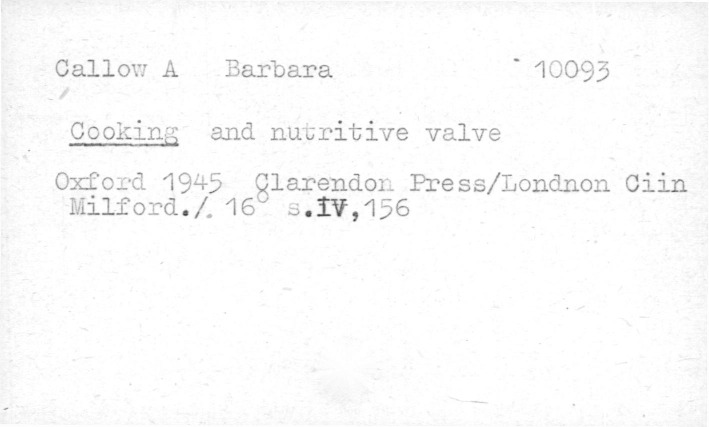 Callow A Barbara 10093
Cooking and nutritive valve
Oxford 1945 Clarendon Press/Londnon Ciin
Milford./. 16° s.IV,156